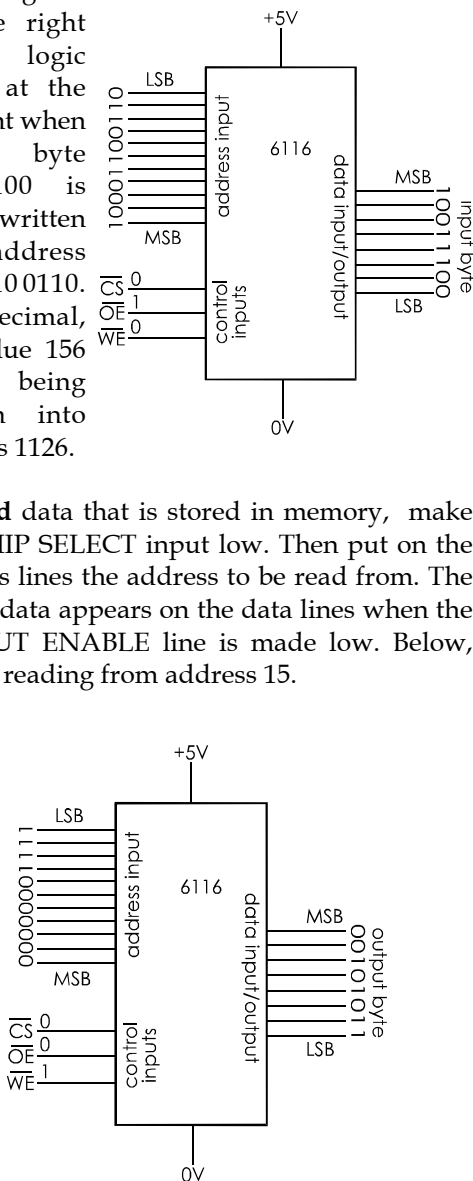 e right
logic
at the
nt when
byte
100 is
written
address
10 0110.
ecimal,
lue 156
being
n into
s 1126.
+5V
LSB
10001100110
address input
MSB
6116
data input/output
MSB
10011100
input byte
LSB
CS 0
OE 1
WE 0
control
inputs
0V
d data that is stored in memory, make
HIP SELECT input low. Then put on the
s lines the address to be read from. The
data appears on the data lines when the
UT ENABLE line is made low. Below,
reading from address 15.
+5V
LSB
00000001111
address input
MSB
6116
data input/output
MSB
00101011
output byte
LSB
CS 0
OE 0
WE 1
control
inputs
0V